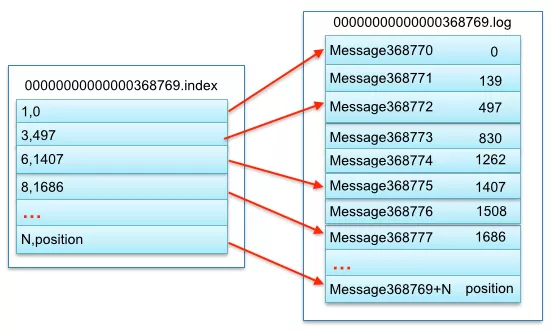 00000000000000368769.index
1,0
3,497
6,1407
8,1686
...
N,position
00000000000000368769.log
Message368770 0
Message368771 139
Message368772 497
Message368773 830
Message368774 1262
Message368775 1407
Message368776 1508
Message368777 1686
...
Message368769+N position